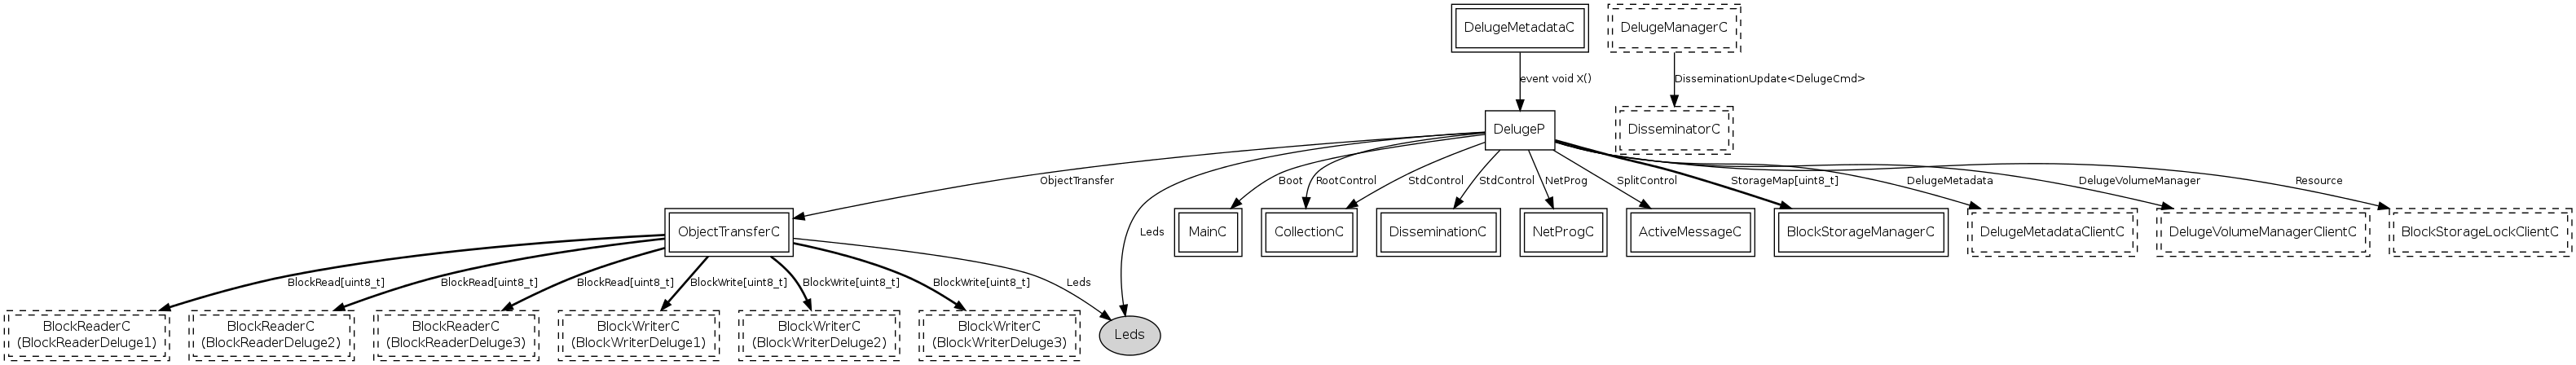 DelugeMetadataC
DelugeManagerC
event void X()
DisseminationUpdate<DelugeCmd>
DelugeP
DisseminatorC
ObjectTransfer
Leds
Boot
RootControl
StdControl
StdControl
NetProg
SplitControl
StorageMap[uint8_t]
DelugeMetadata
DelugeVolumeManager
Resource
ObjectTransferC
MainC
CollectionC
DisseminationC
NetProgC
ActiveMessageC
BlockStorageManagerC
DelugeMetadataClientC
DelugeVolumeManagerClientC
BlockStorageLockClientC
BlockRead[uint8_t]
BlockRead[uint8_t]
BlockRead[uint8_t]
BlockWrite[uint8_t]
BlockWrite[uint8_t]
BlockWrite[uint8_t]
Leds
BlockReaderC
(BlockReaderDeluge1)
BlockReaderC
(BlockReaderDeluge2)
BlockReaderC
(BlockReaderDeluge3)
BlockWriterC
(BlockWriterDeluge1)
BlockWriterC
(BlockWriterDeluge2)
BlockWriterC
(BlockWriterDeluge3)
Leds